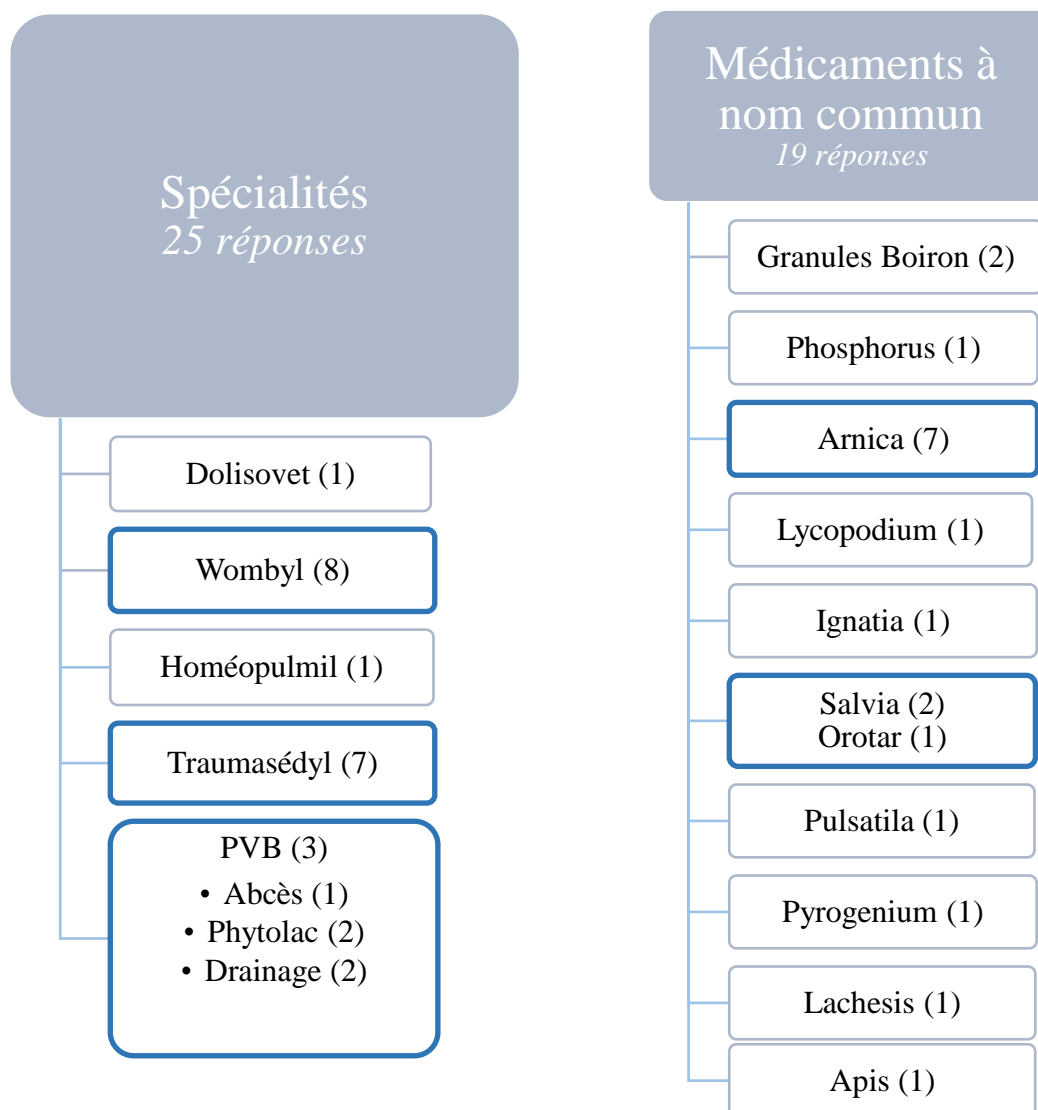 Spécialités
25 réponses
Dolisovet (1)
Wombyl (8)
Homéopulmil (1)
Traumasédyl (7)
PVB (3)
• Abcès (1)
• Phytolac (2)
• Drainage (2)
Médicaments à
nom commun
19 réponses
Granules Boiron (2)
Phosphorus (1)
Arnica (7)
Lycopodium (1)
Ignatia (1)
Salvia (2)
Orotar (1)
Pulsatila (1)
Pyrogenium (1)
Lachesis (1)
Apis (1)